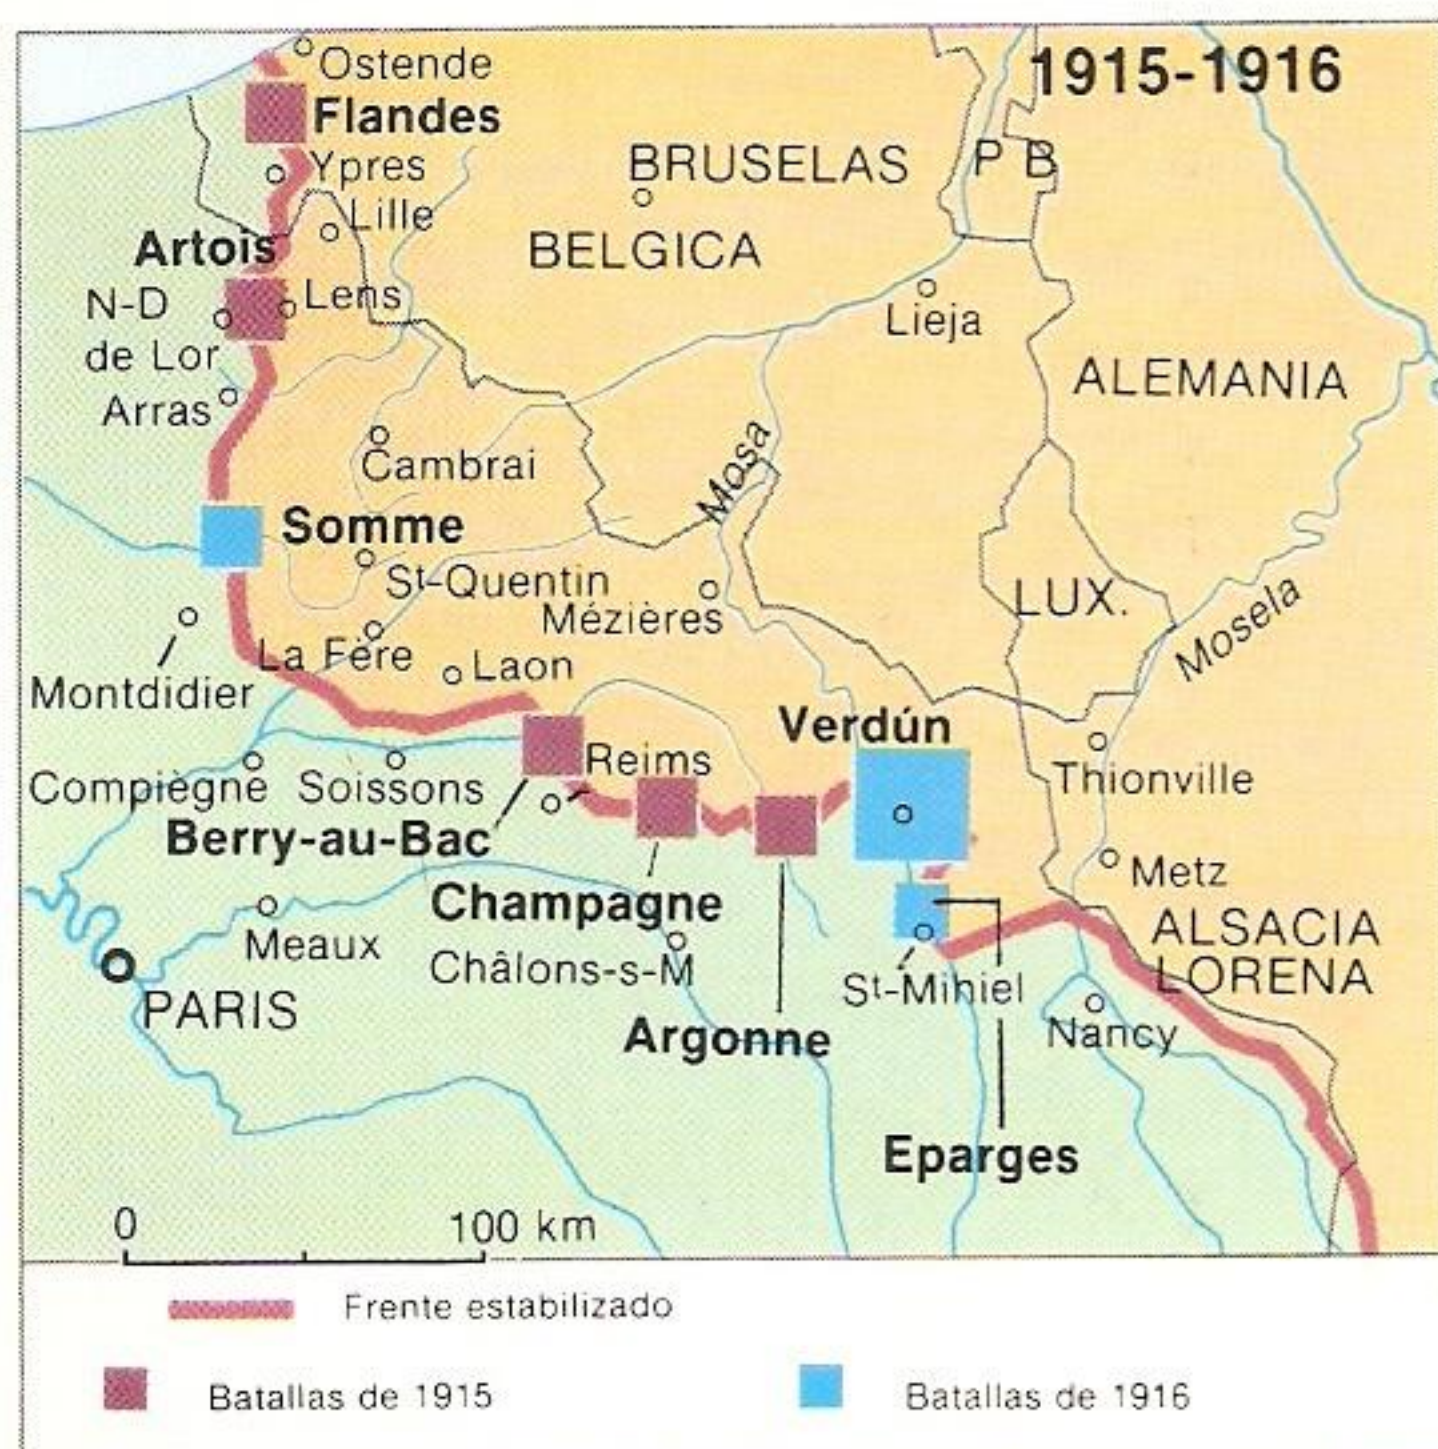 1915-1916
Ostende
Flandes
Ypres
BRUSELAS
P B
Lille
Artois
BELGICA
N-D
de Lor
Lens
Lieja
Arras
ALEMANIA
Cambrai
Mosa
Somme
St-Quentin
Mézières
LUX.
Mosela
La Fère
Laon
Montdidier
Verdún
Reims
Thionville
Compiègne
Soissons
Berry-au-Bac
Metz
Champagne
ALSACIA
LORENA
Meaux
Châlons-s-M
St-Mihiel
PARIS
Argonne
Nancy
Eparges
0
100 km
Frente estabilizado
Batallas de 1915
Batallas de 1916